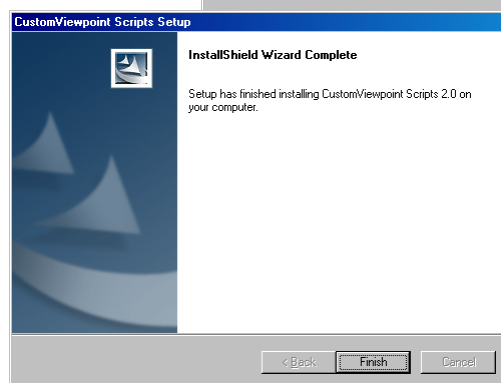 CustomViewpoint Scripts Setup
InstallShield Wizard Complete
Setup has finished installing CustomViewpoint Scripts 2.0 on
your computer.
< Back
Finish
Cancel